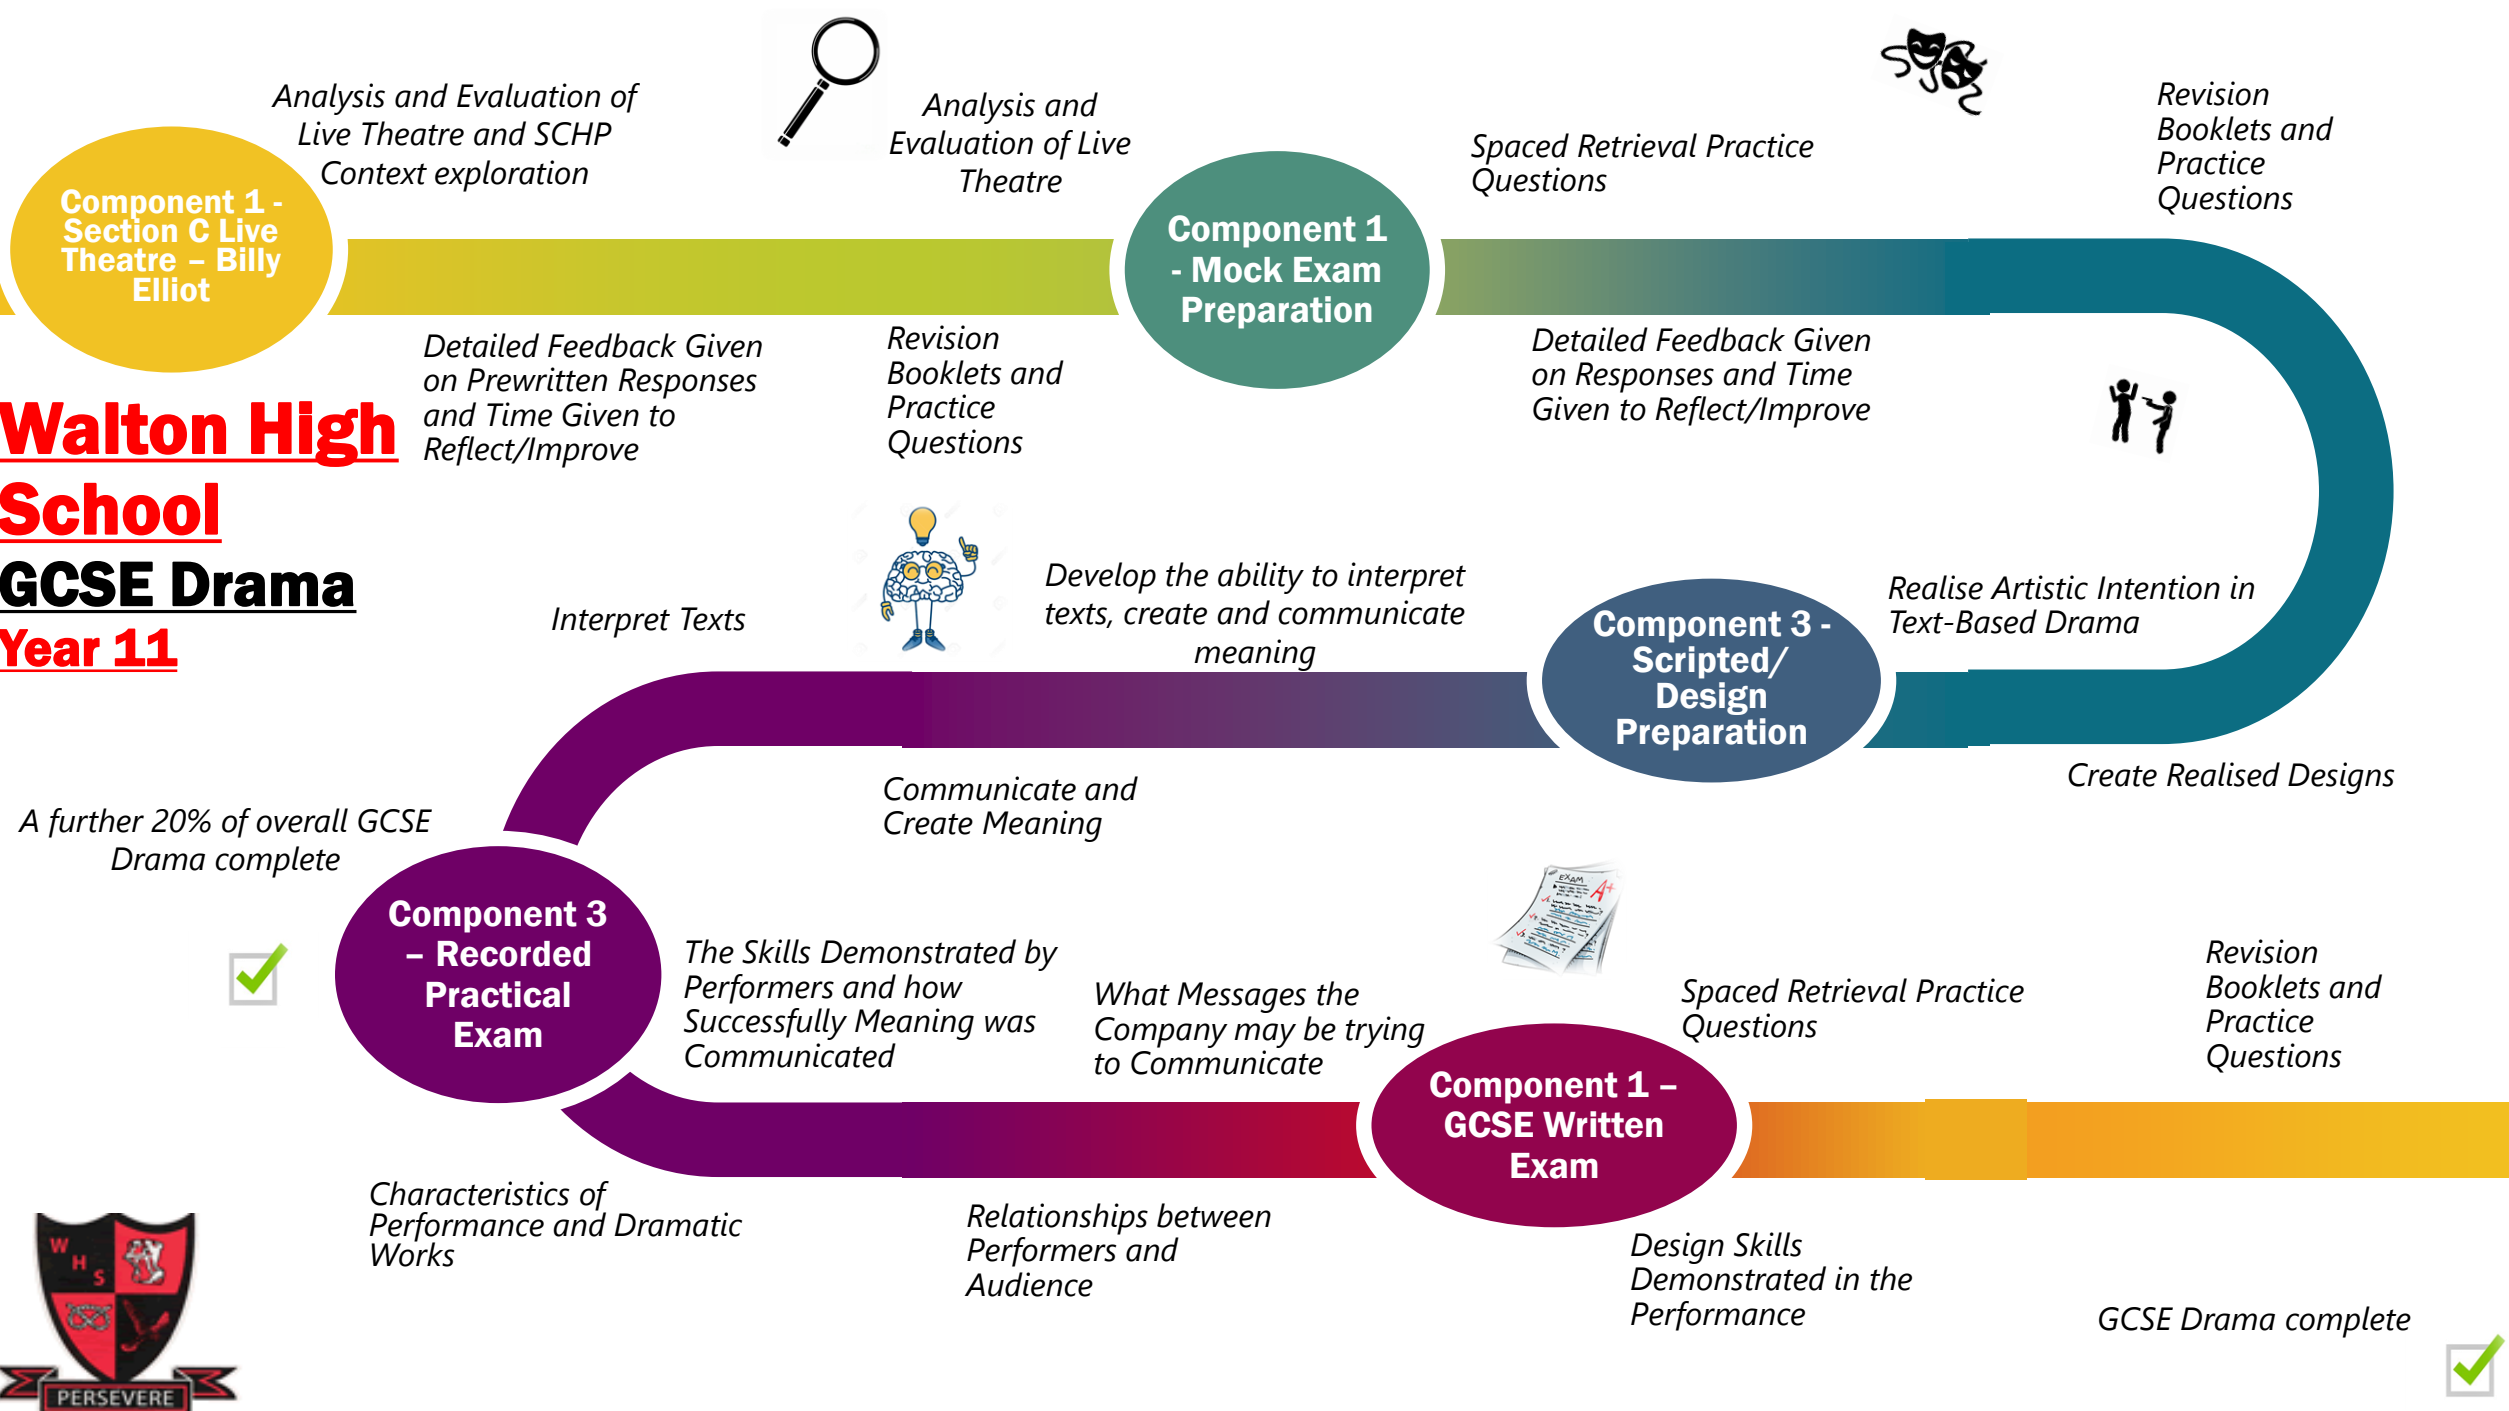 Analysis and Evaluation of
Live Theatre and SCHP
Context exploration
Analysis and
Evaluation of Live
Theatre
Spaced Retrieval Practice
Questions
Revision
Booklets and
Practice
Questions
Component 1 -
Section C Live
Theatre – Billy
Elliot
Component 1
- Mock Exam
Preparation
Detailed Feedback Given
on Prewritten Responses
and Time Given to
Reflect/Improve
Revision
Booklets and
Practice
Questions
Detailed Feedback Given
on Responses and Time
Given to Reflect/Improve
Walton High
School
GCSE Drama
Year 11
Interpret Texts
Develop the ability to interpret
texts, create and communicate
meaning
Component 3 -
Scripted/
Design
Preparation
Realise Artistic Intention in
Text-Based Drama
Create Realised Designs
Communicate and
Create Meaning
A further 20% of overall GCSE
Drama complete
Component 3
– Recorded
Practical
Exam
The Skills Demonstrated by
Performers and how
Successfully Meaning was
Communicated
What Messages the
Company may be trying
to Communicate
EXAM
A+
Component 1 –
GCSE Written
Exam
Spaced Retrieval Practice
Questions
Revision
Booklets and
Practice
Questions
Characteristics of
Performance and Dramatic
Works
Relationships between
Performers and
Audience
Design Skills
Demonstrated in the
Performance
GCSE Drama complete
W
H
S
PERSEVERE